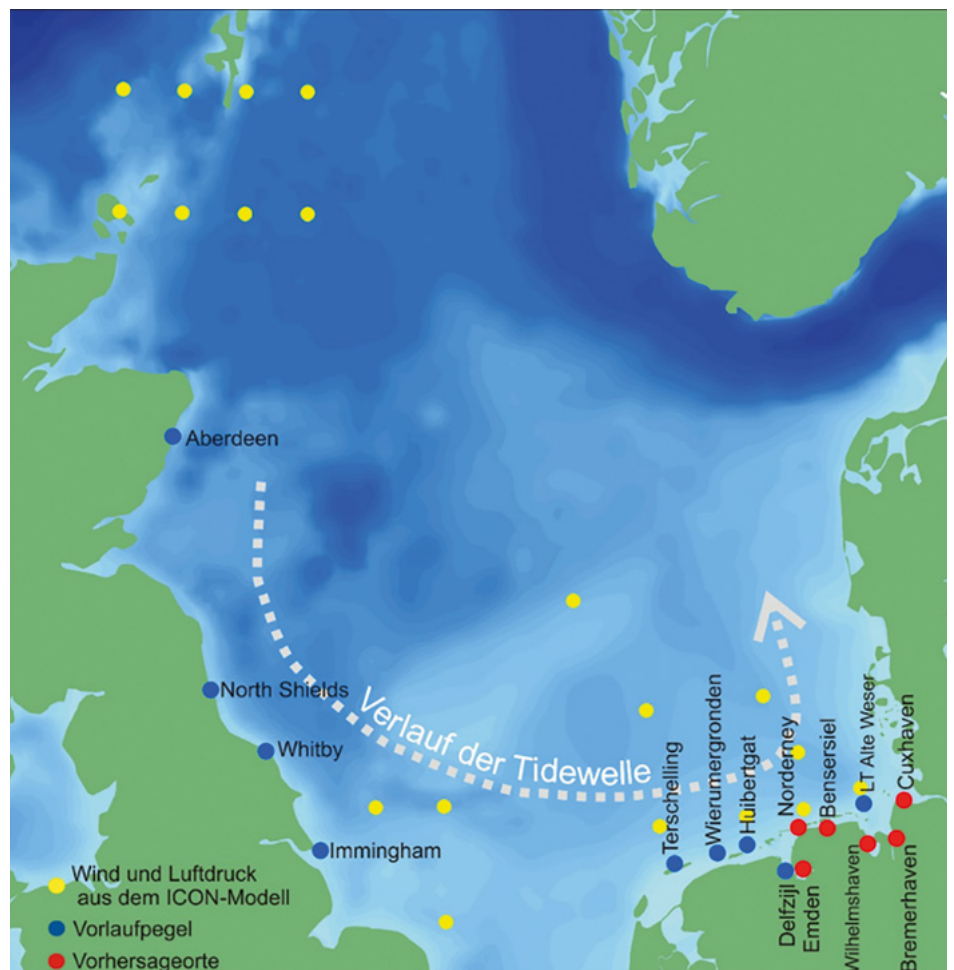 Aberdeen
North Shields
Whitby
Immingham
Verlauf der Tidewelle
Terschelling
Wierumergronden
Huibertgat
Norderney
Bensersiel
LT Alte Weser
Cuxhaven
Delfzijl
Emden
Wilhelmshaven
Bremerhaven
Wind und Luftdruck
aus dem ICON-Modell
Vorlaufpegel
Vorhersageorte